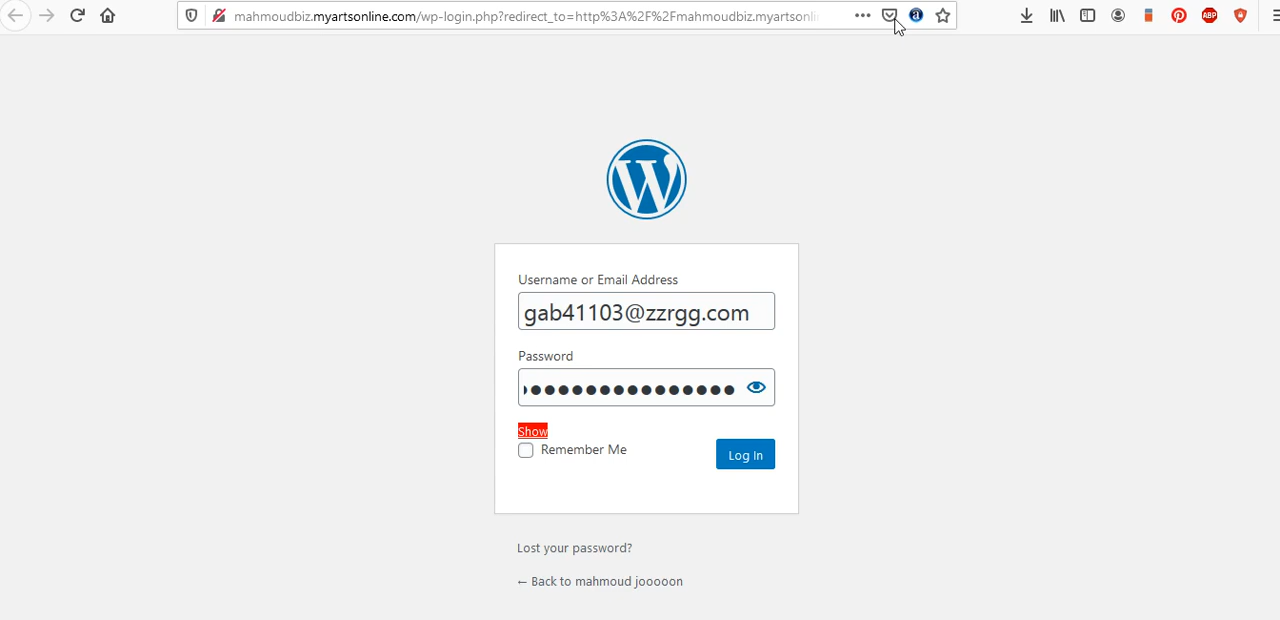 mahmoudbiz.myartsonline.com/wp-login.php?redirect_to=http%3A%2F%2Fmahmoudbiz.myartsonli
ABP
Username or Email Address
gab41103@zzrgg.com
Password
Show
Remember Me
Log In
Lost your password?
← Back to mahmoud jooooon